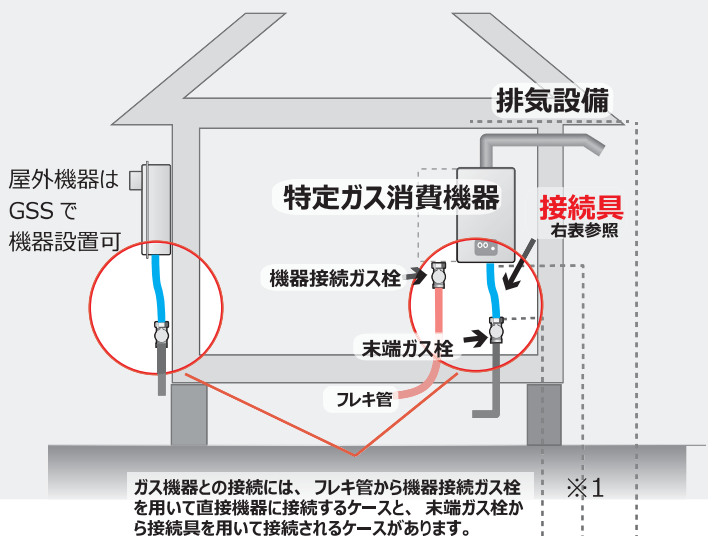 排気設備
屋外機器は
GSSで
機器設置可
特定ガス消費機器
接続具
右表参照
機器接続ガス栓
末端ガス栓
フレキ管
ガス機器との接続には、フレキ管から機器接続ガス栓
を用いて直接機器に接続するケースと、末端ガス栓か
ら接続具を用いて接続されるケースがあります。
※1